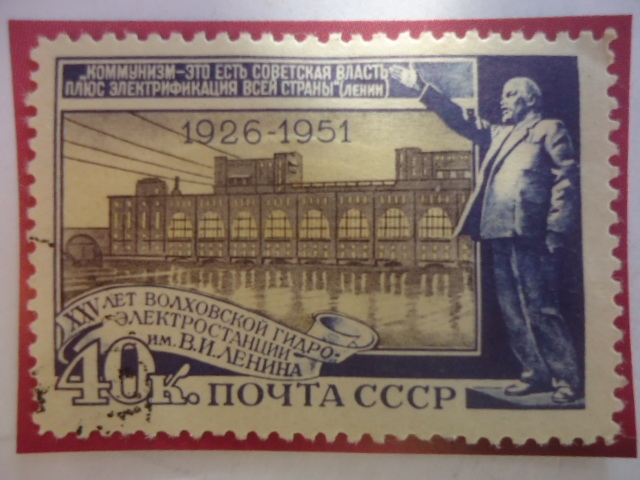 „КОММУНИЗМ–ЭТО ЕСТЬ СОВЕТСКАЯ ВЛАСТЬ
ПЛЮС ЭЛЕКТРИФИКАЦИЯ ВСЕЙ СТРАНЫ" (ЛЕНИН)
1926-1951
XXV ЛЕТ ВОЛХОВСКОЙ ГИДРО-
ЭЛЕКТРОСТАНЦИИ
ИМ. В.И. ЛЕНИНА
40к. ПОЧТА СССР